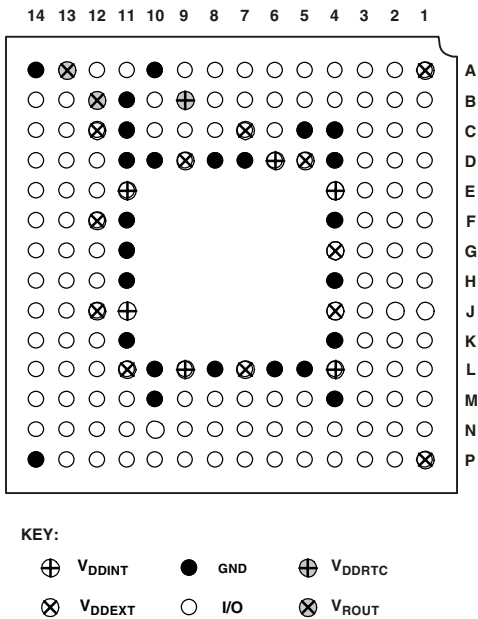 14 13 12 11 10 9 8 7 6 5 4 3 2 1
A
B
C
D
E
F
G
H
J
K
L
M
N
P
KEY:
VDDINT GND VDDRTC
VDDEXT I/O VROUT